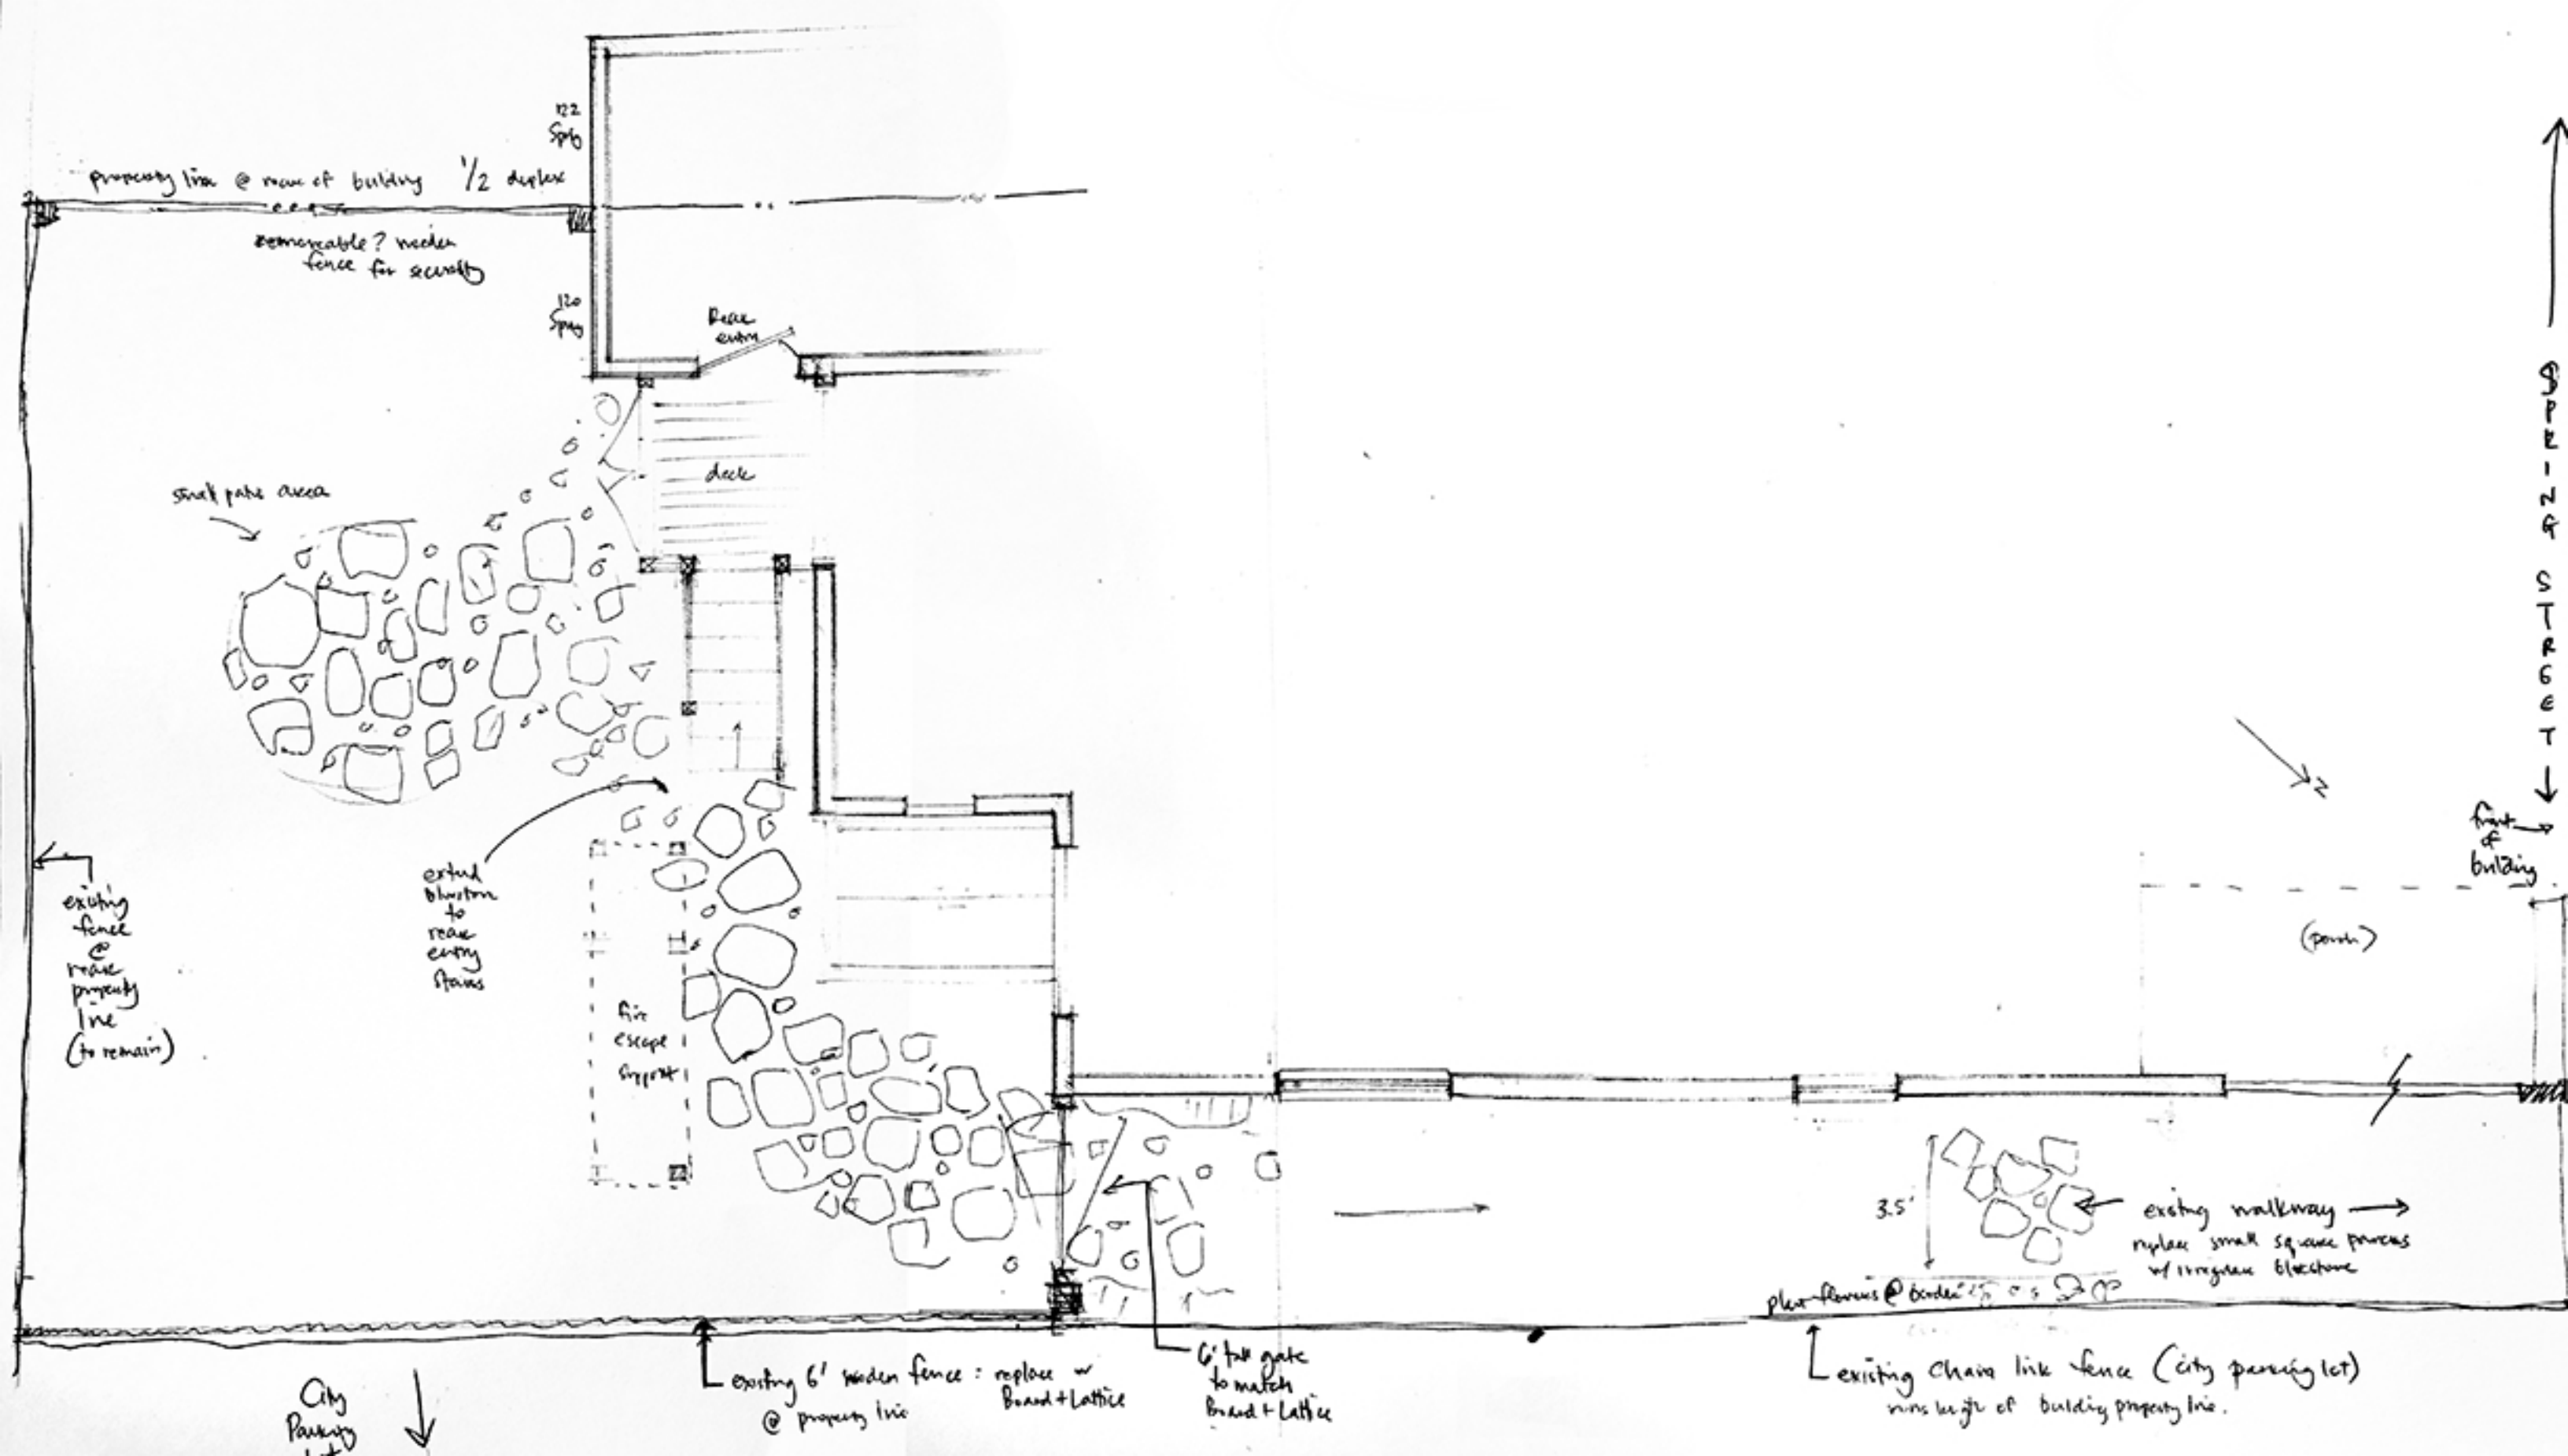 122
Sprg
property line @ rear of building 1/2 duplex
removeable? wooden
fence for security
120
Sprg
Rear
entry
deck
small patio area
SPRING STREET
N
front
of
building
(porch)
existing
fence
@
rear
property
line
(to remain)
extend
bluestone
to
rear
entry
stairs
fire
escape
support
3.5'
existing walkway
replace small square pavers
w/ irregular bluestone
plant flowers @ border
existing 6' wooden fence : replace w
Board + Lattice
@ property line
6' tall gate
to match
Board + Lattice
existing chain link fence (city parking lot)
runs length of building property line.
City
Parking
Lot